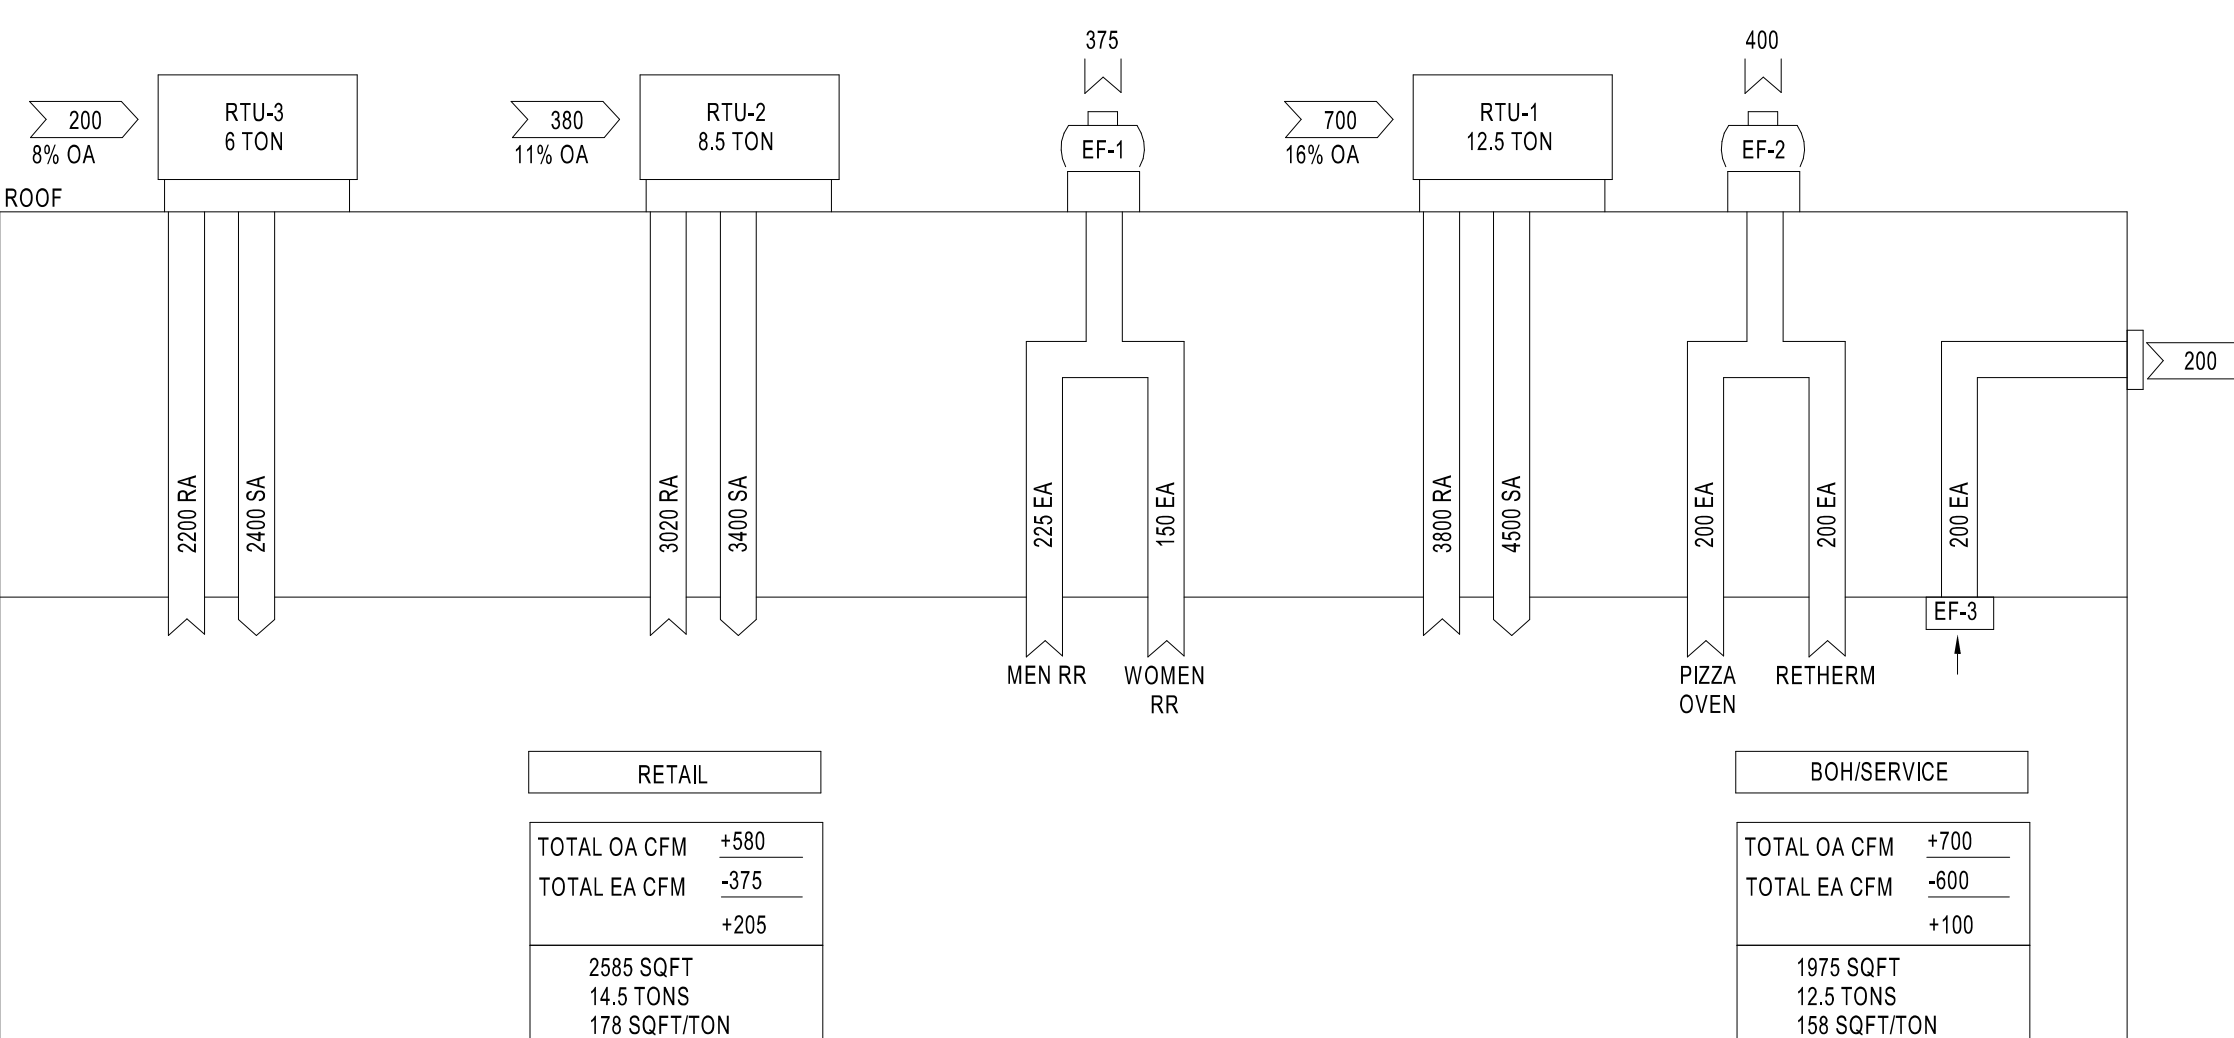 375
400
200
8% OA
RTU-3
6 TON
380
11% OA
RTU-2
8.5 TON
EF-1
700
16% OA
RTU-1
12.5 TON
EF-2
ROOF
200
2200 RA
2400 SA
3020 RA
3400 SA
225 EA
150 EA
3800 RA
4500 SA
200 EA
200 EA
200 EA
EF-3
MEN RR
WOMEN
RR
PIZZA
OVEN
RETHERM
RETAIL
TOTAL OA CFM +580
TOTAL EA CFM -375
+205
2585 SQFT
14.5 TONS
178 SQFT/TON
BOH/SERVICE
TOTAL OA CFM +700
TOTAL EA CFM -600
+100
1975 SQFT
12.5 TONS
158 SQFT/TON